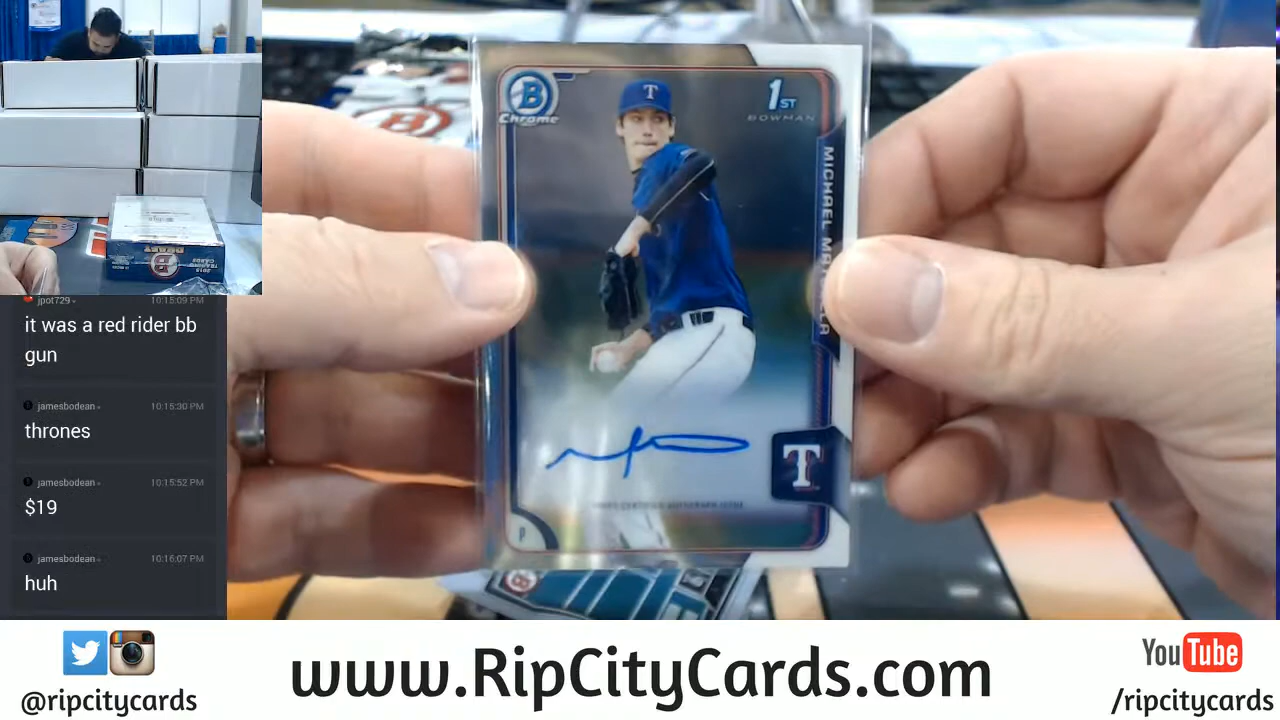 jpot729
10:15:09 PM
it was a red rider bb
gun
jamesbodean
10:15:30 PM
thrones
jamesbodean
10:15:52 PM
$19
jamesbodean
10:16:07 PM
huh
2015
DRAFT
B
Chrome
1ST
BOWMAN
MICHAEL
T
T
P
@ripcitycards
www.RipCityCards.com
YouTube
/ripcitycards